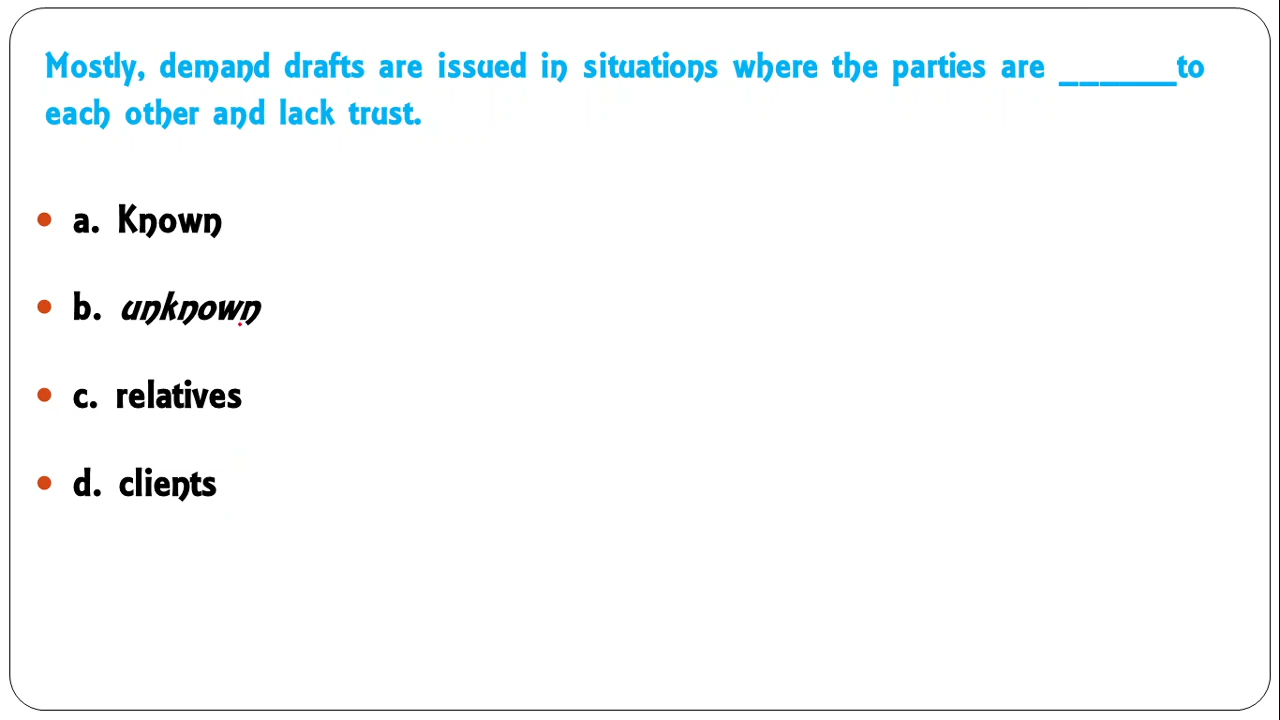 Mostly, demand drafts are issued in situations where the parties are ______to
each other and lack trust.
• a. Known
• b. unknown
• c. relatives
• d. clients